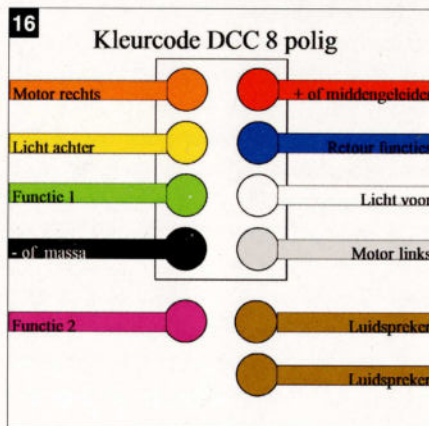 16
Kleurcode DCC 8 polig
Motor rechts
+ of middengeleider
Licht achter
Retour functies
Functie 1
Licht voor
- of massa
Motor links
Functie 2
Luidspreker
Luidspreker